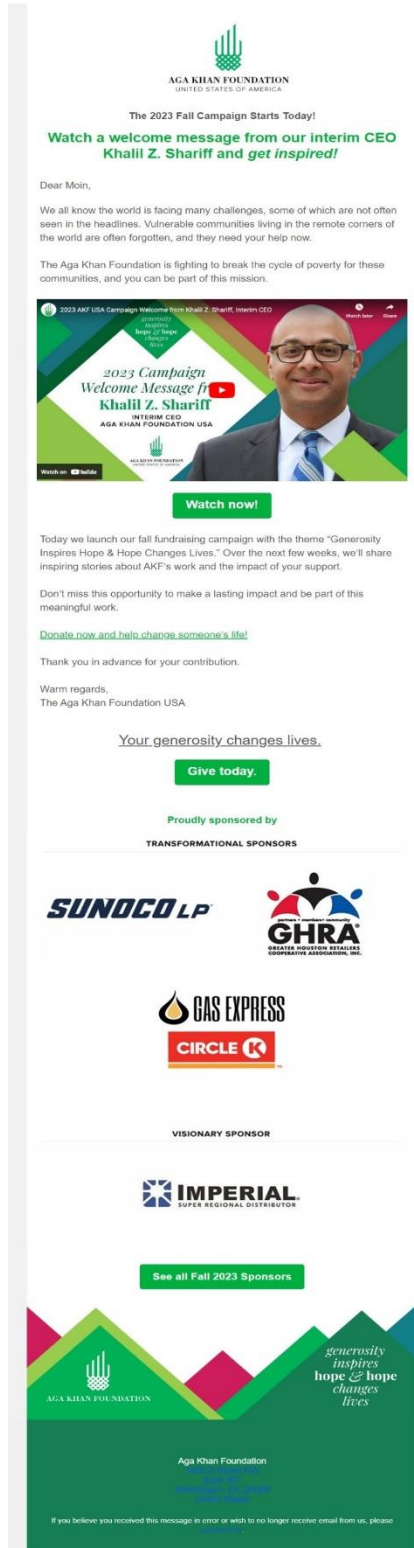 AGA KHAN FOUNDATION
UNITED STATES OF AMERICA
The 2023 Fall Campaign Starts Today!
Watch a welcome message from our interim CEO
Khalil Z. Shariff and get inspired!
Dear Moin,
We all know the world is facing many challenges, some of which are not often
seen in the headlines. Vulnerable communities living in the remote corners of
the world are often forgotten, and they need your help now.
The Aga Khan Foundation is fighting to break the cycle of poverty for these
communities, and you can be part of this mission.
2023 AKF USA Campaign Welcome from Khalil Z. Shariff, Interim CEO
Watch later
Share
generosity
inspires
hope & hope
changes
lives
2023 Campaign
Welcome Message fr
Khalil Z. Shariff
INTERIM CEO
AGA KHAN FOUNDATION USA
AGA KHAN FOUNDATION
UNITED STATES OF AMERICA
Watch on YouTube
Watch now!
Today we launch our fall fundraising campaign with the theme “Generosity
Inspires Hope & Hope Changes Lives.” Over the next few weeks, we’ll share
inspiring stories about AKF’s work and the impact of your support.
Don’t miss this opportunity to make a lasting impact and be part of this
meaningful work.
Donate now and help change someone’s life!
Thank you in advance for your contribution.
Warm regards,
The Aga Khan Foundation USA
Your generosity changes lives.
Give today.
Proudly sponsored by
TRANSFORMATIONAL SPONSORS
SUNOCO LP
partners • members • community
GHRA
GREATER HOUSTON RETAILERS
COOPERATIVE ASSOCIATION, INC.
GAS EXPRESS
CIRCLE K
VISIONARY SPONSOR
IMPERIAL
SUPER REGIONAL DISTRIBUTOR
See all Fall 2023 Sponsors
AGA KHAN FOUNDATION
generosity
inspires
hope & hope
changes
lives
Aga Khan Foundation
If you believe you received this message in error or wish to no longer receive email from us, please